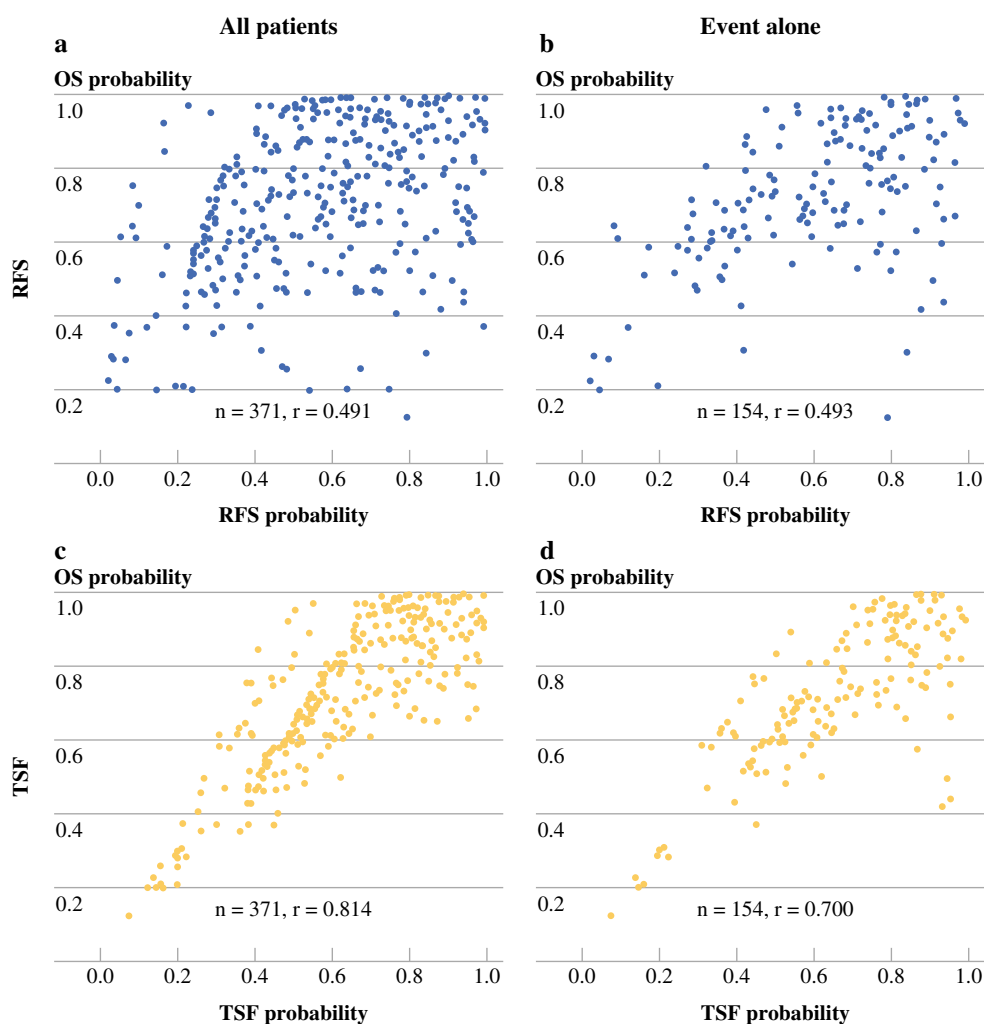 All patients
Event alone
a
OS probability
1.0
0.8
0.6
0.4
0.2
RFS
n = 371, r = 0.491
0.0 0.2 0.4 0.6 0.8 1.0
RFS probability
b
OS probability
1.0
0.8
0.6
0.4
0.2
n = 154, r = 0.493
0.0 0.2 0.4 0.6 0.8 1.0
RFS probability
c
OS probability
1.0
0.8
0.6
0.4
0.2
TSF
n = 371, r = 0.814
0.0 0.2 0.4 0.6 0.8 1.0
TSF probability
d
OS probability
1.0
0.8
0.6
0.4
0.2
n = 154, r = 0.700
0.0 0.2 0.4 0.6 0.8 1.0
TSF probability